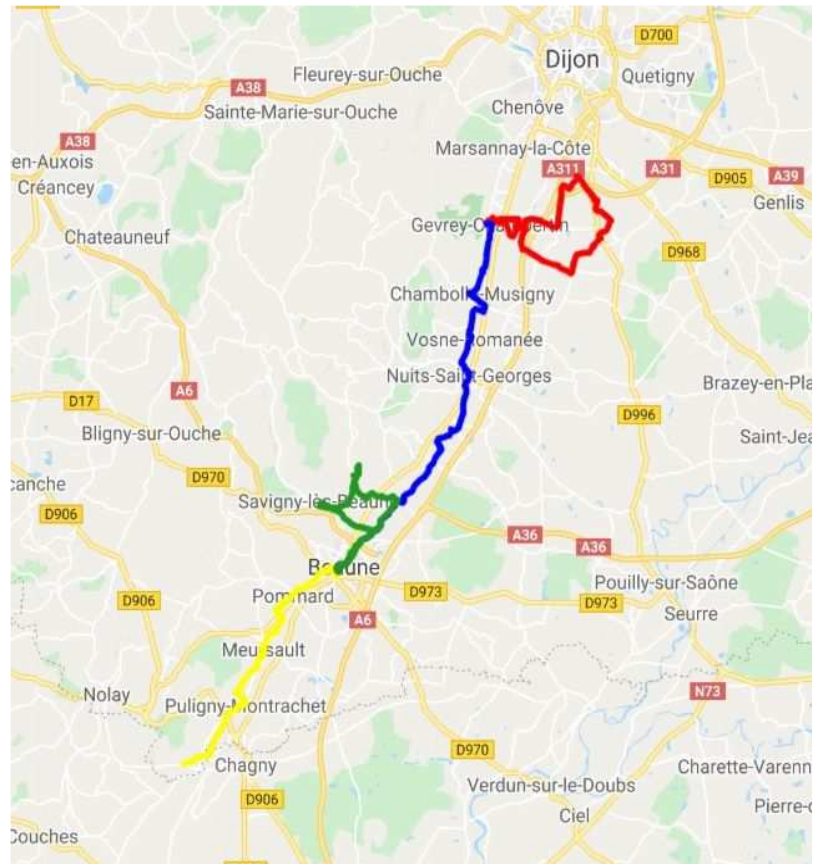 D700
Dijon
Fleurey-sur-Ouche
Quetigny
A38
Sainte-Marie-sur-Ouche
Chenôve
A38
Marsannay-la-Côte
en-Auxois
Créancey
A311
A31
D905
A39
Genlis
Chateauneuf
Gevrey-Chambertin
D968
Chambolle-Musigny
Vosne-Romanée
Nuits-Saint-Georges
A6
Brazey-en-Pla
D17
D996
Bligny-sur-Ouche
Saint-Jea
D970
canche
Savigny-lès-Beaune
D906
A36
A36
Beaune
Pouilly-sur-Saône
D906
Pommard
D973
D973
Seurre
A6
Meursault
Nolay
Puligny-Montrachet
N73
D970
Chagny
Charette-Varenn
Verdun-sur-le-Doubs
D906
Ciel
Pierre-d
Couches